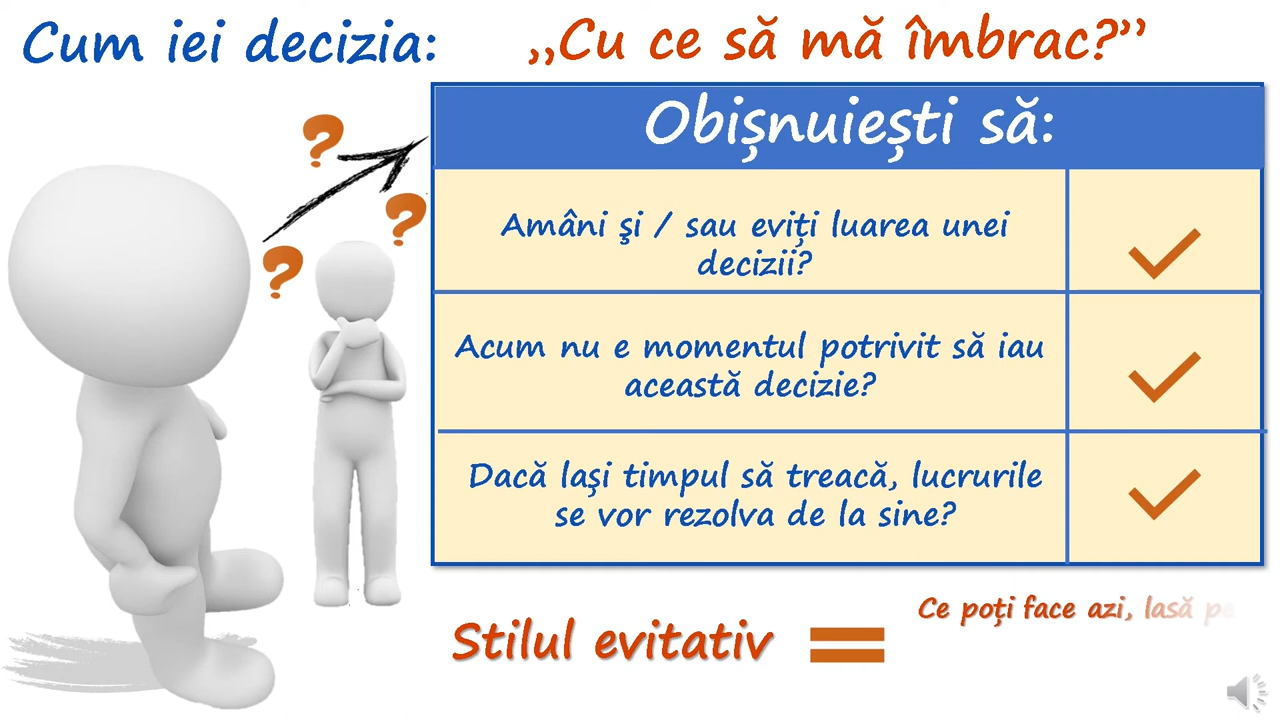 Cum iei decizia: „Cu ce să mă îmbrac?”
Obișnuiești să:
Amâni şi / sau eviți luarea unei
decizii?
Acum nu e momentul potrivit să iau
această decizie?
Dacă lași timpul să treacă, lucrurile
se vor rezolva de la sine?
Ce poți face azi, lasă
Stilul evitativ =